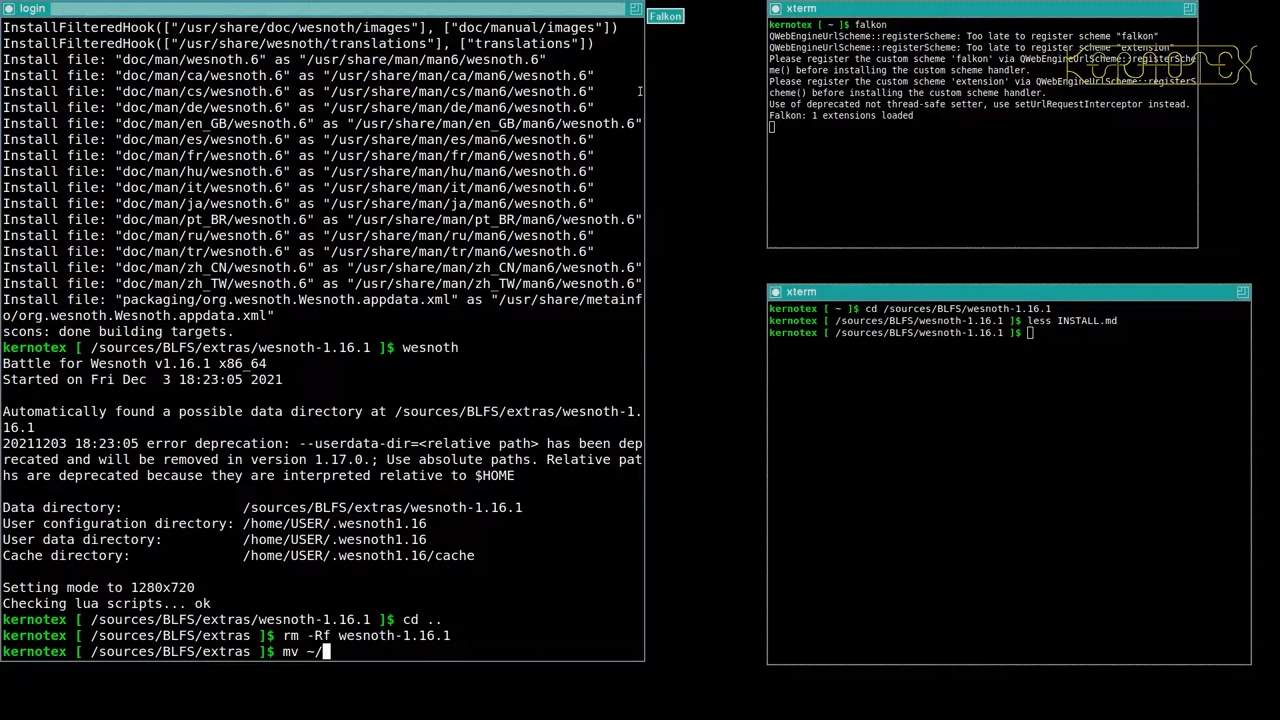 login
InstallFilteredHook(["/usr/share/doc/wesnoth/images"], ["doc/manual/images"])
InstallFilteredHook(["/usr/share/wesnoth/translations"], ["translations"])
Install file: "doc/man/wesnoth.6" as "/usr/share/man/man6/wesnoth.6"
Install file: "doc/man/ca/wesnoth.6" as "/usr/share/man/ca/man6/wesnoth.6"
Install file: "doc/man/cs/wesnoth.6" as "/usr/share/man/cs/man6/wesnoth.6"
Install file: "doc/man/de/wesnoth.6" as "/usr/share/man/de/man6/wesnoth.6"
Install file: "doc/man/en_GB/wesnoth.6" as "/usr/share/man/en_GB/man6/wesnoth.6"
Install file: "doc/man/es/wesnoth.6" as "/usr/share/man/es/man6/wesnoth.6"
Install file: "doc/man/fr/wesnoth.6" as "/usr/share/man/fr/man6/wesnoth.6"
Install file: "doc/man/hu/wesnoth.6" as "/usr/share/man/hu/man6/wesnoth.6"
Install file: "doc/man/it/wesnoth.6" as "/usr/share/man/it/man6/wesnoth.6"
Install file: "doc/man/ja/wesnoth.6" as "/usr/share/man/ja/man6/wesnoth.6"
Install file: "doc/man/pt_BR/wesnoth.6" as "/usr/share/man/pt_BR/man6/wesnoth.6"
Install file: "doc/man/ru/wesnoth.6" as "/usr/share/man/ru/man6/wesnoth.6"
Install file: "doc/man/tr/wesnoth.6" as "/usr/share/man/tr/man6/wesnoth.6"
Install file: "doc/man/zh_CN/wesnoth.6" as "/usr/share/man/zh_CN/man6/wesnoth.6"
Install file: "doc/man/zh_TW/wesnoth.6" as "/usr/share/man/zh_TW/man6/wesnoth.6"
Install file: "packaging/org.wesnoth.Wesnoth.appdata.xml" as "/usr/share/metainf
o/org.wesnoth.Wesnoth.appdata.xml"
scons: done building targets.
kernotex [ /sources/BLFS/extras/wesnoth-1.16.1 ]$ wesnoth
Battle for Wesnoth v1.16.1 x86_64
Started on Fri Dec  3 18:23:05 2021

Automatically found a possible data directory at /sources/BLFS/extras/wesnoth-1.
16.1
20211203 18:23:05 error deprecation: --userdata-dir=<relative path> has been dep
recated and will be removed in version 1.17.0.; Use absolute paths. Relative pat
hs are deprecated because they are interpreted relative to $HOME

Data directory:               /sources/BLFS/extras/wesnoth-1.16.1
User configuration directory: /home/USER/.wesnoth1.16
User data directory:          /home/USER/.wesnoth1.16
Cache directory:              /home/USER/.wesnoth1.16/cache

Setting mode to 1280x720
Checking lua scripts... ok
kernotex [ /sources/BLFS/extras/wesnoth-1.16.1 ]$ cd ..
kernotex [ /sources/BLFS/extras ]$ rm -Rf wesnoth-1.16.1
kernotex [ /sources/BLFS/extras ]$ mv ~/
Falkon
xterm
kernotex [ ~ ]$ falkon
QWebEngineUrlScheme::registerScheme: Too late to register scheme "falkon"
QWebEngineUrlScheme::registerScheme: Too late to register scheme "extension"
Please register the custom scheme 'falkon' via QWebEngineUrlScheme::registerSche
me() before installing the custom scheme handler.
Please register the custom scheme 'extension' via QWebEngineUrlScheme::registerS
cheme() before installing the custom scheme handler.
Use of deprecated not thread-safe setter, use setUrlRequestInterceptor instead.
Falkon: 1 extensions loaded
KERNOTEX
xterm
kernotex [ ~ ]$ cd /sources/BLFS/wesnoth-1.16.1
kernotex [ /sources/BLFS/wesnoth-1.16.1 ]$ less INSTALL.md
kernotex [ /sources/BLFS/wesnoth-1.16.1 ]$